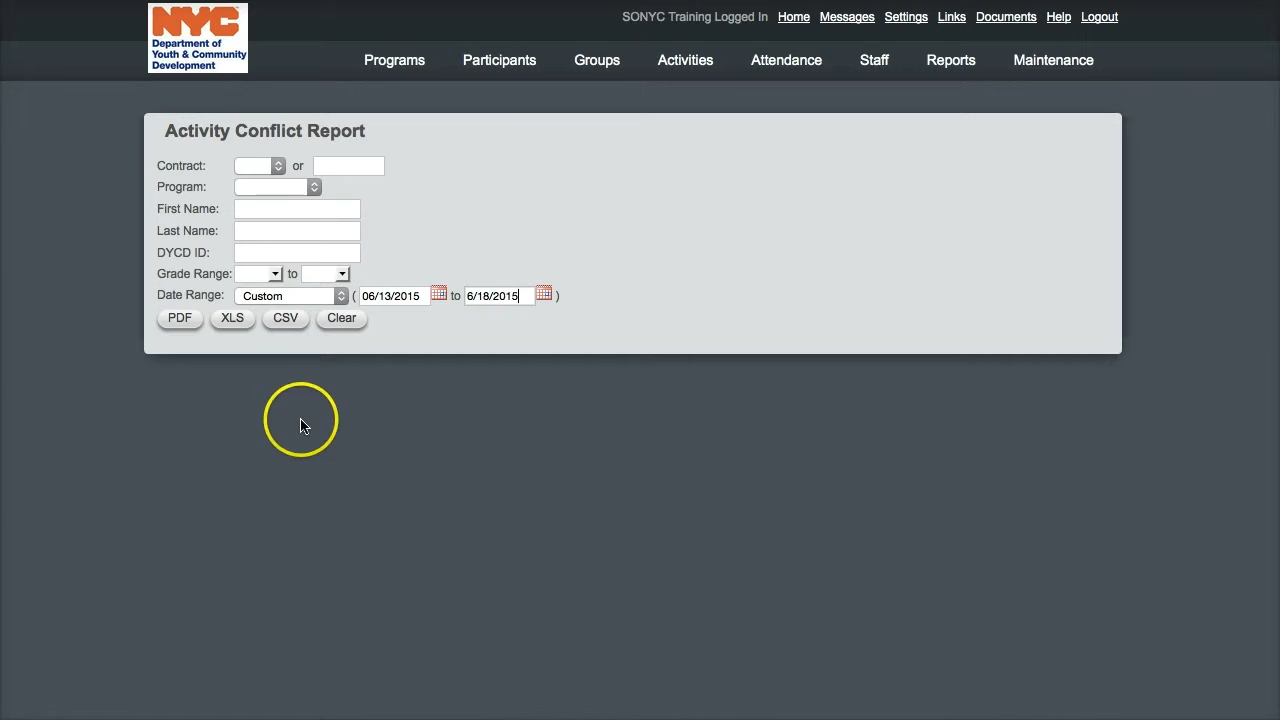 NYC
Department of
Youth & Community
Development
SONYC Training Logged In Home Messages Settings Links Documents Help Logout
Programs Participants Groups Activities Attendance Staff Reports Maintenance
Activity Conflict Report
Contract: or
Program:
First Name:
Last Name:
DYCD ID:
Grade Range: to
Date Range: Custom ( 06/13/2015 to 6/18/2015 )
PDF XLS CSV Clear